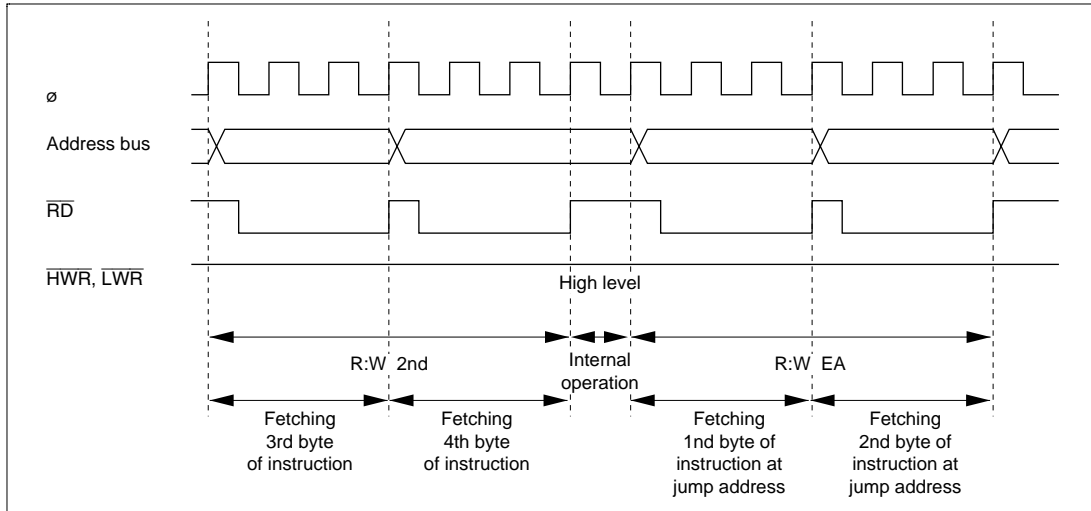 ø
Address bus
RD
HWR, LWR
High level
R:W 2nd
Internal
operation
R:W EA
Fetching
3rd byte
of instruction
Fetching
4th byte
of instruction
Fetching
1nd byte of
instruction at
jump address
Fetching
2nd byte of
instruction at
jump address